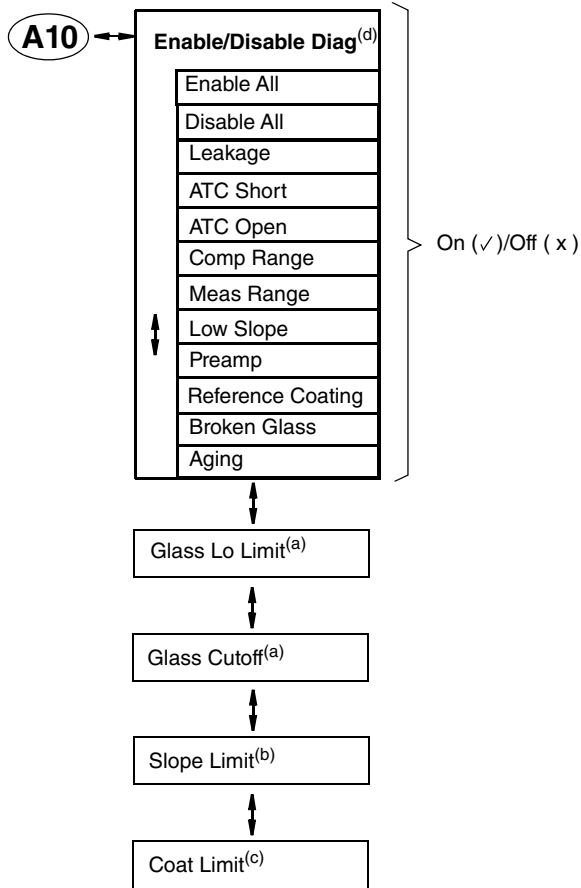 A10
Enable/Disable Diag(d)
Enable All
Disable All
Leakage
ATC Short
ATC Open
Comp Range
Meas Range
Low Slope
Preamp
Reference Coating
Broken Glass
Aging
On (✓)/Off ( x )
Glass Lo Limit(a)
Glass Cutoff(a)
Slope Limit(b)
Coat Limit(c)